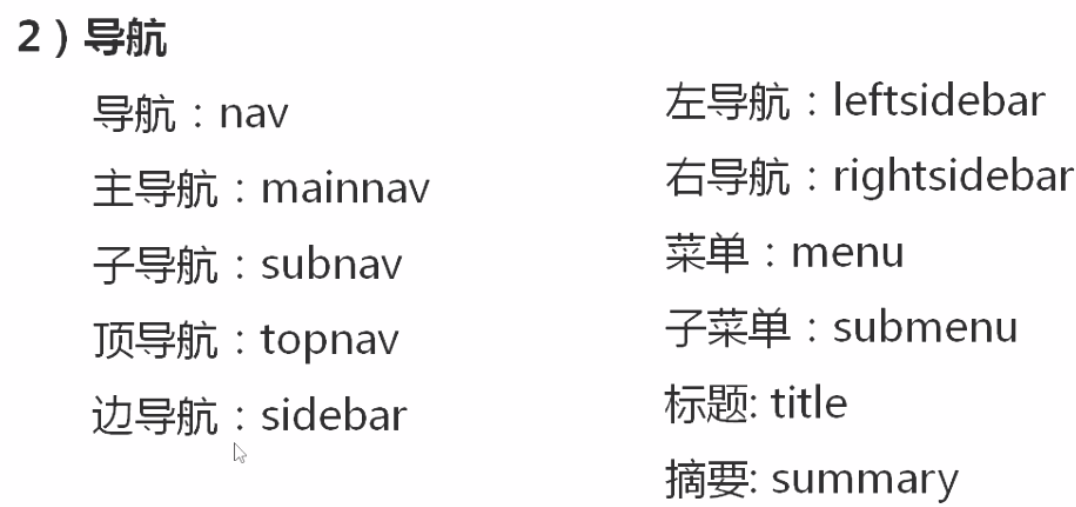 2）导航
导航：nav
主导航：mainnav
子导航：subnav
顶导航：topnav
边导航：sidebar
左导航：leftsidebar
右导航：rightsidebar
菜单：menu
子菜单：submenu
标题: title
摘要: summary